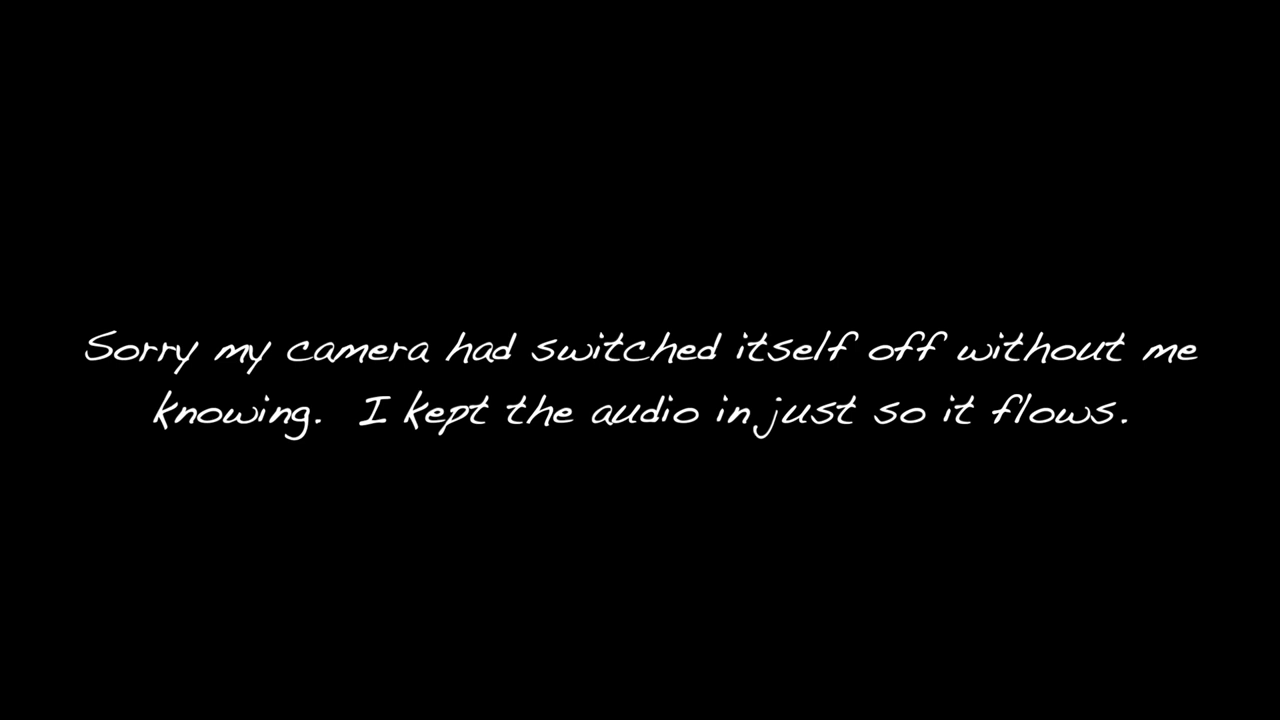 Sorry my camera had switched itself off without me
knowing.  I kept the audio in just so it flows.